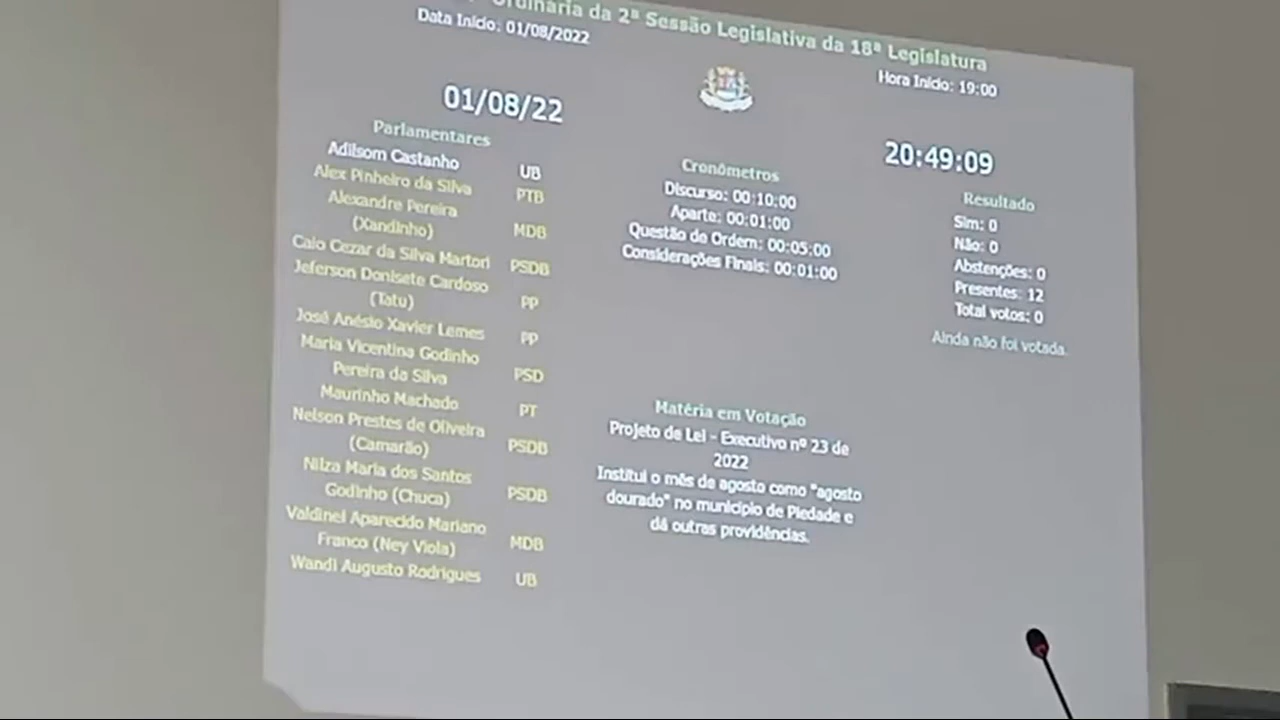 Ordinária da 2ª Sessão Legislativa da 18ª Legislatura
Data Início: 01/08/2022
Hora Início: 19:00
01/08/22
20:49:09
Parlamentares
Adilsom Castanho UB
Alex Pinheiro da Silva PTB
Alexandre Pereira
(Xandinho) MDB
Caio Cezar da Silva Martori PSDB
Jeferson Donisete Cardoso
(Tatu) PP
José Anésio Xavier Lemes PP
Maria Vicentina Godinho
Pereira da Silva PSD
Maurinho Machado PT
Nelson Prestes de Oliveira
(Camarão) PSDB
Nilza Maria dos Santos
Godinho (Chuca) PSDB
Valdinei Aparecido Mariano
Franco (Ney Viola) MDB
Wandi Augusto Rodrigues UB
Cronômetros
Discurso: 00:10:00
Aparte: 00:01:00
Questão de Ordem: 00:05:00
Considerações Finais: 00:01:00
Matéria em Votação
Projeto de Lei - Executivo nº 23 de
2022
Institui o mês de agosto como "agosto
dourado" no município de Piedade e
dá outras providências.
Resultado
Sim: 0
Não: 0
Abstenções: 0
Presentes: 12
Total votos: 0
Ainda não foi votada.